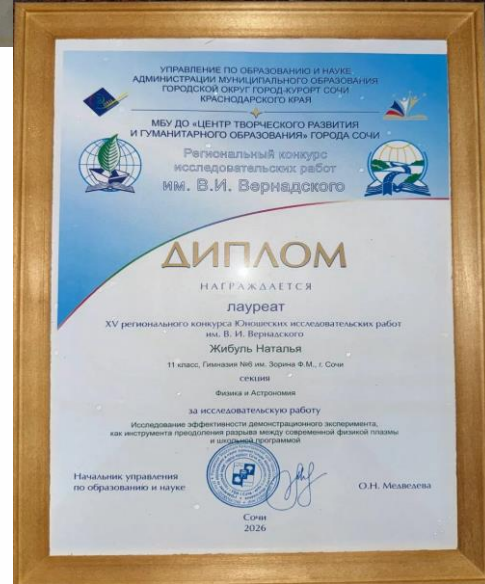 УПРАВЛЕНИЕ ПО ОБРАЗОВАНИЮ И НАУКЕ
АДМИНИСТРАЦИИ МУНИЦИПАЛЬНОГО ОБРАЗОВАНИЯ
ГОРОДСКОЙ ОКРУГ ГОРОД-КУРОРТ СОЧИ
КРАСНОДАРСКОГО КРАЯ
МБУ ДО «ЦЕНТР ТВОРЧЕСКОГО РАЗВИТИЯ
И ГУМАНИТАРНОГО ОБРАЗОВАНИЯ» ГОРОДА СОЧИ
Региональный конкурс
исследовательских работ
им. В.И. Вернадского
ДИПЛОМ
НАГРАЖДАЕТСЯ
лауреат
XV регионального конкурса Юношеских исследовательских работ
им. В. И. Вернадского
Жибуль Наталья
11 класс, Гимназия №6 им. Зорина Ф.М., г. Сочи
секция
Физика и Астрономия
за исследовательскую работу
Исследование эффективности демонстрационного эксперимента,
как инструмента преодоления разрыва между современной физикой плазмы
и школьной программой
Начальник управления
по образованию и науке
О.Н. Медведева
Сочи
2026